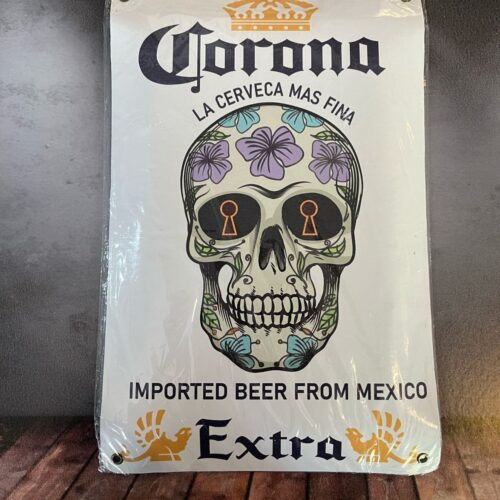 Corona
LA CERVECA MAS FINA
IMPORTED BEER FROM MEXICO
Extra